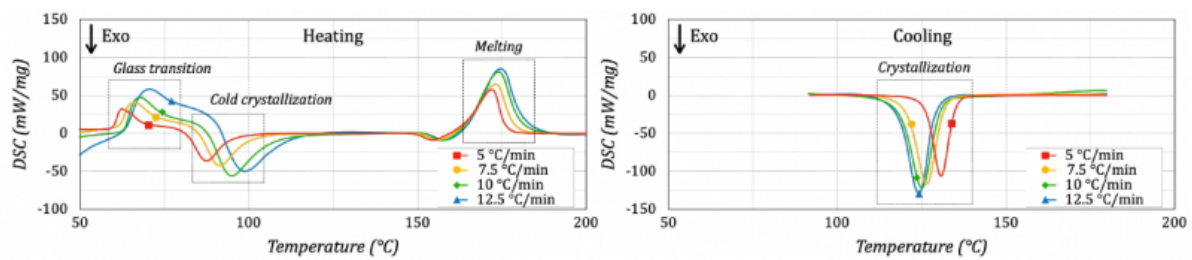 150
100
50
0
-50
-100
DSC (mW/mg)
Exo
Heating
Melting
Glass transition
Cold crystallization
5 °C/min
7.5 °C/min
10 °C/min
12.5 °C/min
50
100
150
200
Temperature (°C)
100
50
0
-50
-100
-150
DSC (mW/mg)
Exo
Cooling
Crystallization
5 °C/min
7.5 °C/min
10 °C/min
12.5 °C/min
50
100
150
200
Temperature (°C)